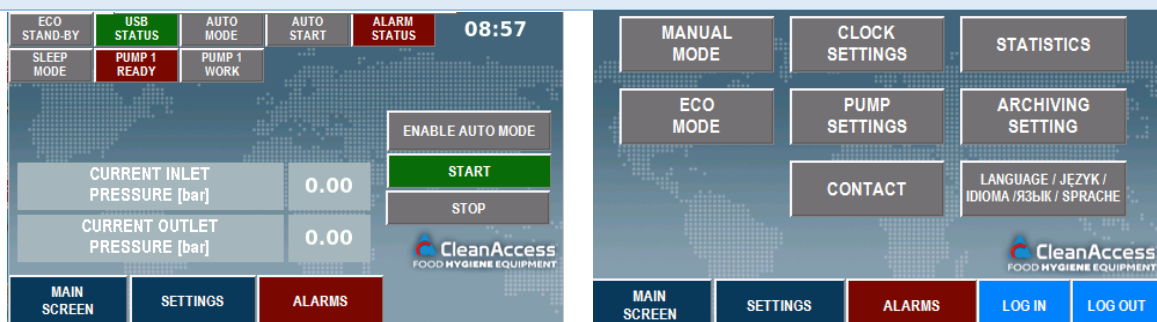 ECO
STAND-BY
USB
STATUS
AUTO
MODE
AUTO
START
ALARM
STATUS
08:57
SLEEP
MODE
PUMP 1
READY
PUMP 1
WORK
ENABLE AUTO MODE
CURRENT INLET
PRESSURE [bar]
0.00
START
STOP
CURRENT OUTLET
PRESSURE [bar]
0.00
CleanAccess
FOOD HYGIENE EQUIPMENT
MAIN
SCREEN
SETTINGS
ALARMS
MANUAL
MODE
CLOCK
SETTINGS
STATISTICS
ECO
MODE
PUMP
SETTINGS
ARCHIVING
SETTING
CONTACT
LANGUAGE / JĘZYK /
IDIOMA /ЯЗЫК / SPRACHE
CleanAccess
FOOD HYGIENE EQUIPMENT
MAIN
SCREEN
SETTINGS
ALARMS
LOG IN
LOG OUT